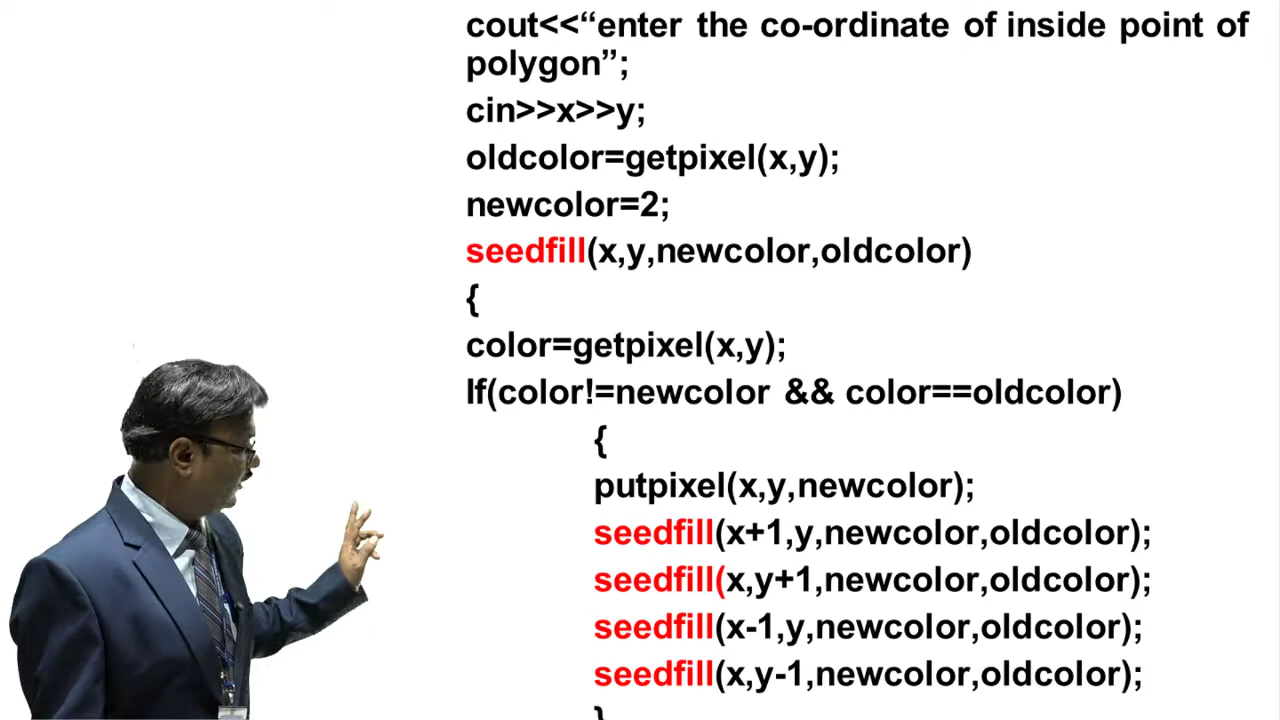 cout<<“enter the co-ordinate of inside point of
polygon”;
cin>>x>>y;
oldcolor=getpixel(x,y);
newcolor=2;
seedfill(x,y,newcolor,oldcolor)
{
color=getpixel(x,y);
If(color!=newcolor && color==oldcolor)
{
putpixel(x,y,newcolor);
seedfill(x+1,y,newcolor,oldcolor);
seedfill(x,y+1,newcolor,oldcolor);
seedfill(x-1,y,newcolor,oldcolor);
seedfill(x,y-1,newcolor,oldcolor);
}